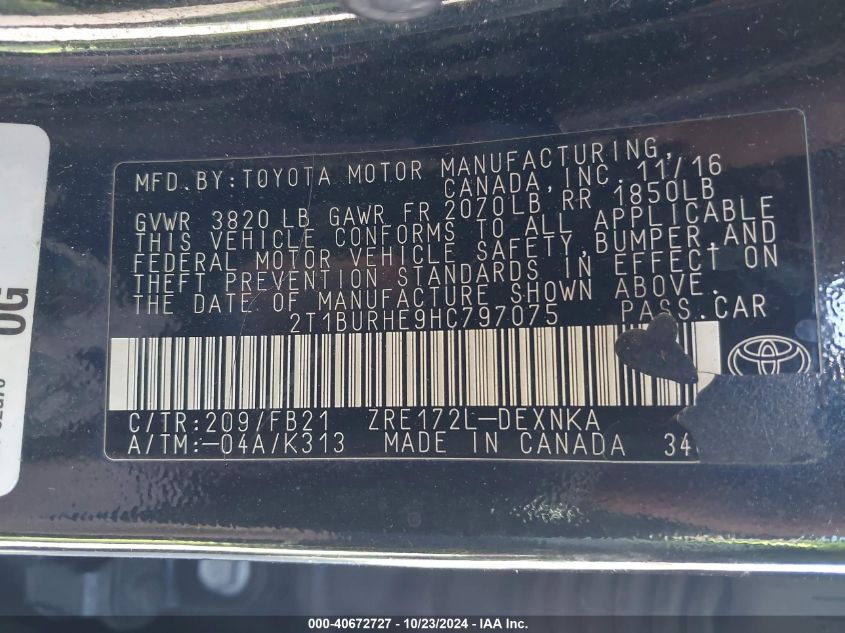 MFD.BY:TOYOTA MOTOR MANUFACTURING,
CANADA,INC. 11/16
GVWR 3820 LB GAWR FR 2070LB,RR 1850LB
THIS VEHICLE CONFORMS TO ALL APPLICABLE
FEDERAL MOTOR VEHICLE SAFETY,BUMPER,AND
THEFT PREVENTION STANDARDS IN EFFECT ON
THE DATE OF MANUFACTURE SHOWN ABOVE.
2T1BURHE9HC797075 PASS.CAR
C/TR:209/FB21 ZRE172L-DEXNKA
A/TM:-04A/K313 MADE IN CANADA 34
OG
000-40672727 - 10/23/2024 - IAA Inc.